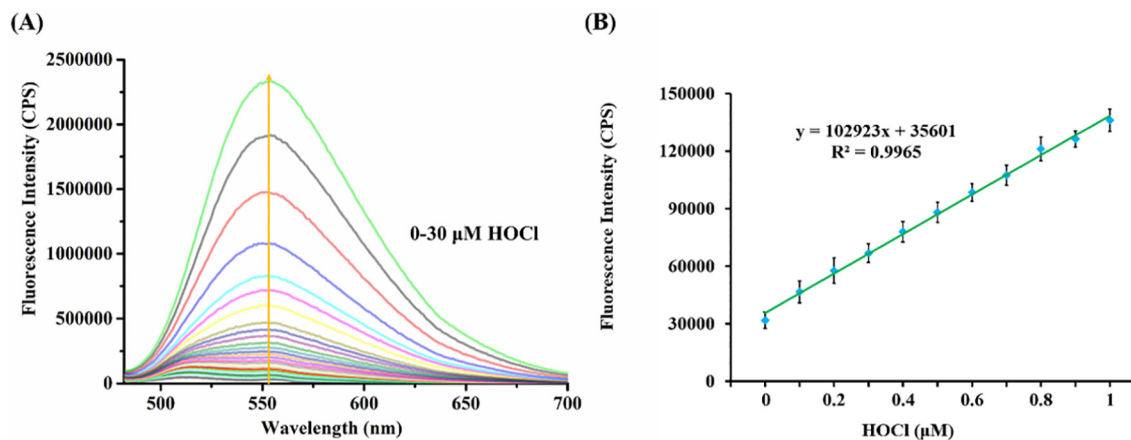 (A)
2500000
2000000
1500000
1000000
500000
0
Fluorescence Intensity (CPS)
0-30 μM HOCl
500
550
600
650
700
Wavelength (nm)
(B)
150000
120000
90000
60000
30000
0
Fluorescence Intensity (CPS)
y = 102923x + 35601
R² = 0.9965
0
0.2
0.4
0.6
0.8
1
HOCl (μM)